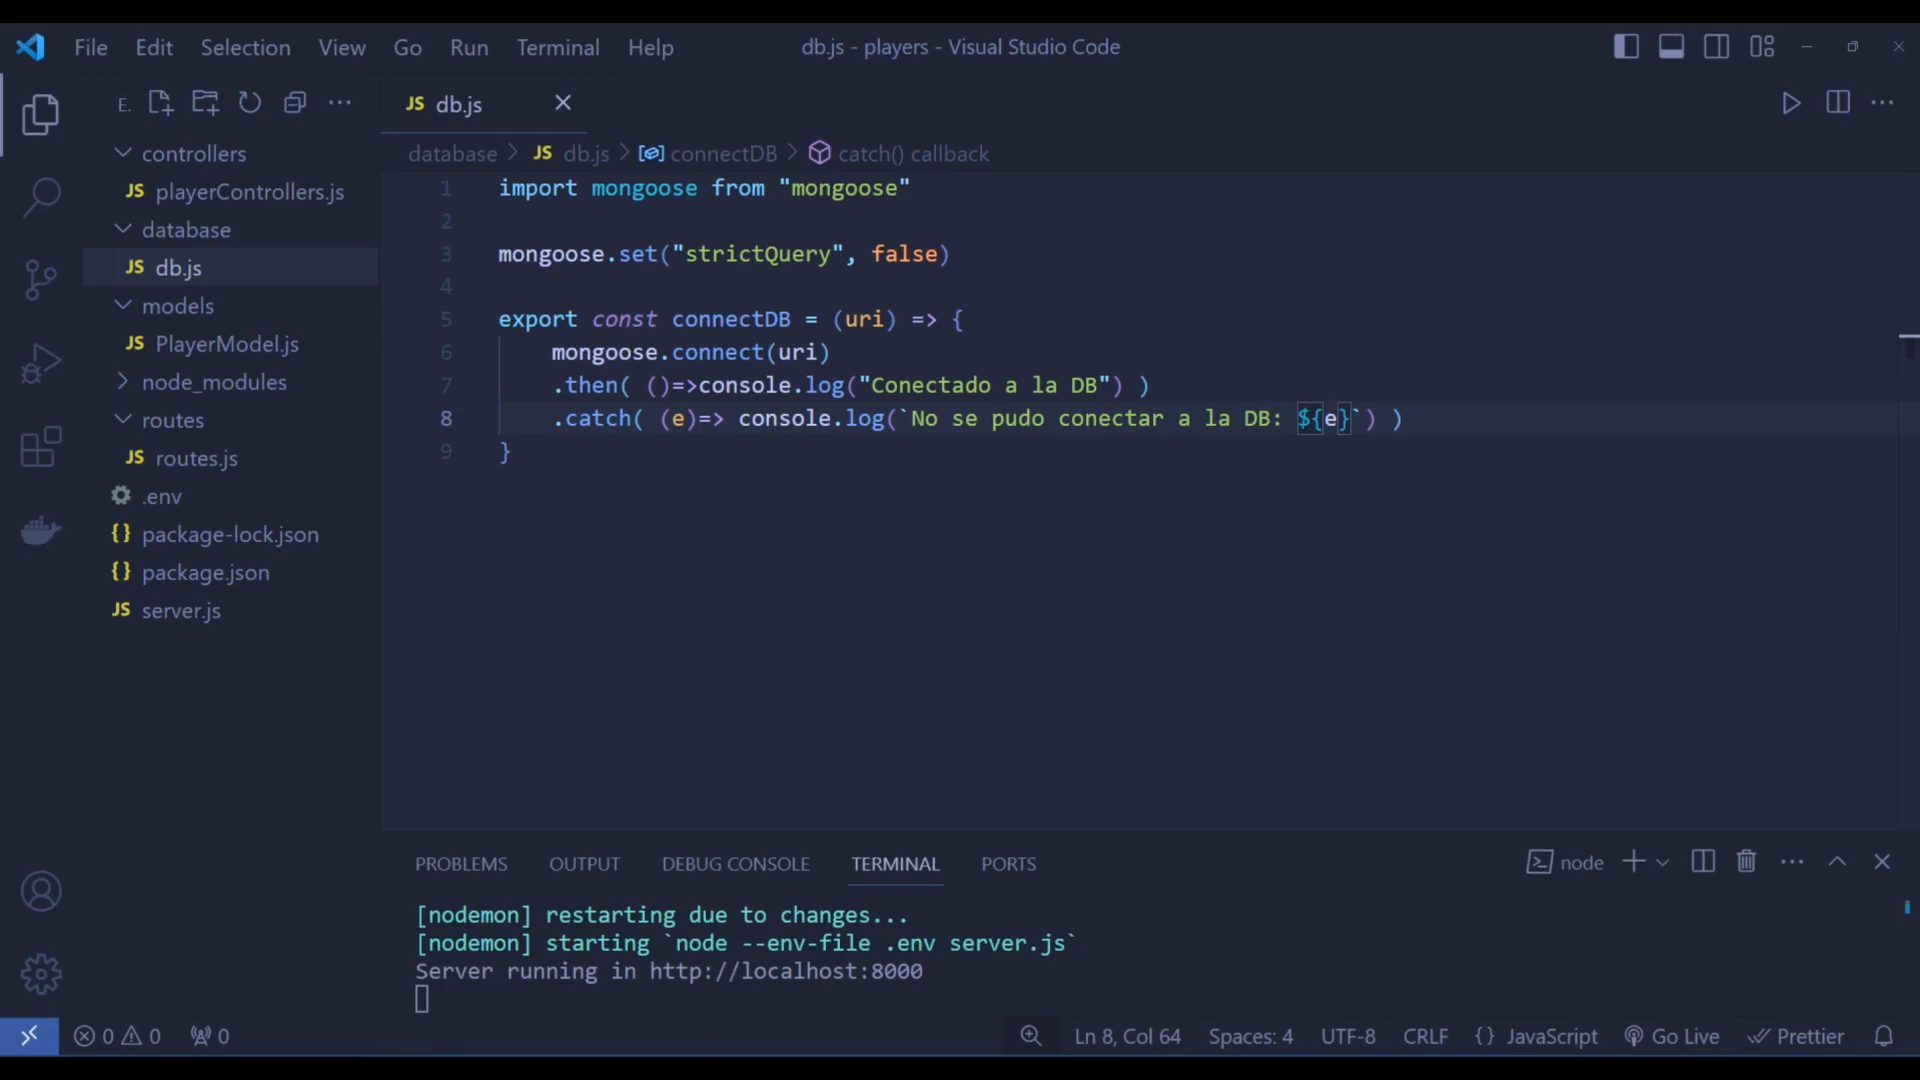 File Edit Selection View Go Run Terminal Help
db.js - players - Visual Studio Code
E.
controllers
JS playerControllers.js
database
JS db.js
models
JS PlayerModel.js
node_modules
routes
JS routes.js
.env
{} package-lock.json
{} package.json
JS server.js
JS db.js
database > JS db.js > connectDB > catch() callback
1 import mongoose from "mongoose"
2
3 mongoose.set("strictQuery", false)
4
5 export const connectDB = (uri) => {
6 mongoose.connect(uri)
7 .then( ()=>console.log("Conectado a la DB") )
8 .catch( (e)=> console.log(`No se pudo conectar a la DB: ${e}`) )
9 }
PROBLEMS OUTPUT DEBUG CONSOLE TERMINAL PORTS
node
[nodemon] restarting due to changes...
[nodemon] starting `node --env-file .env server.js`
Server running in http://localhost:8000
0 0 0
Ln 8, Col 64 Spaces: 4 UTF-8 CRLF {} JavaScript Go Live Prettier